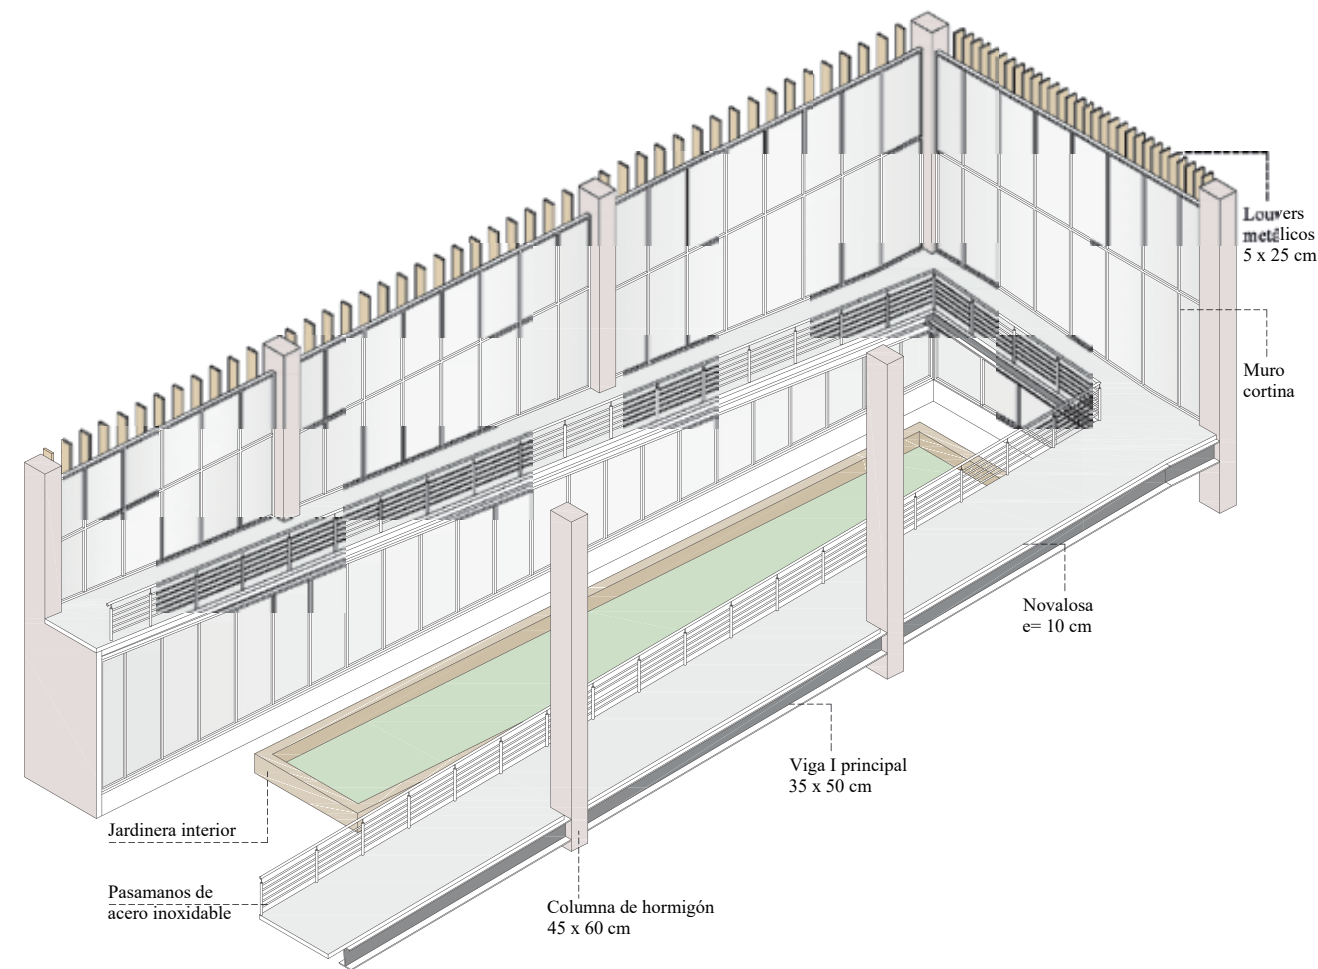 Louvers
metálicos
5 x 25 cm
Muro
cortina
Novalosa
e= 10 cm
Viga I principal
35 x 50 cm
Jardinera interior
Pasamanos de
acero inoxidable
Columna de hormigón
45 x 60 cm